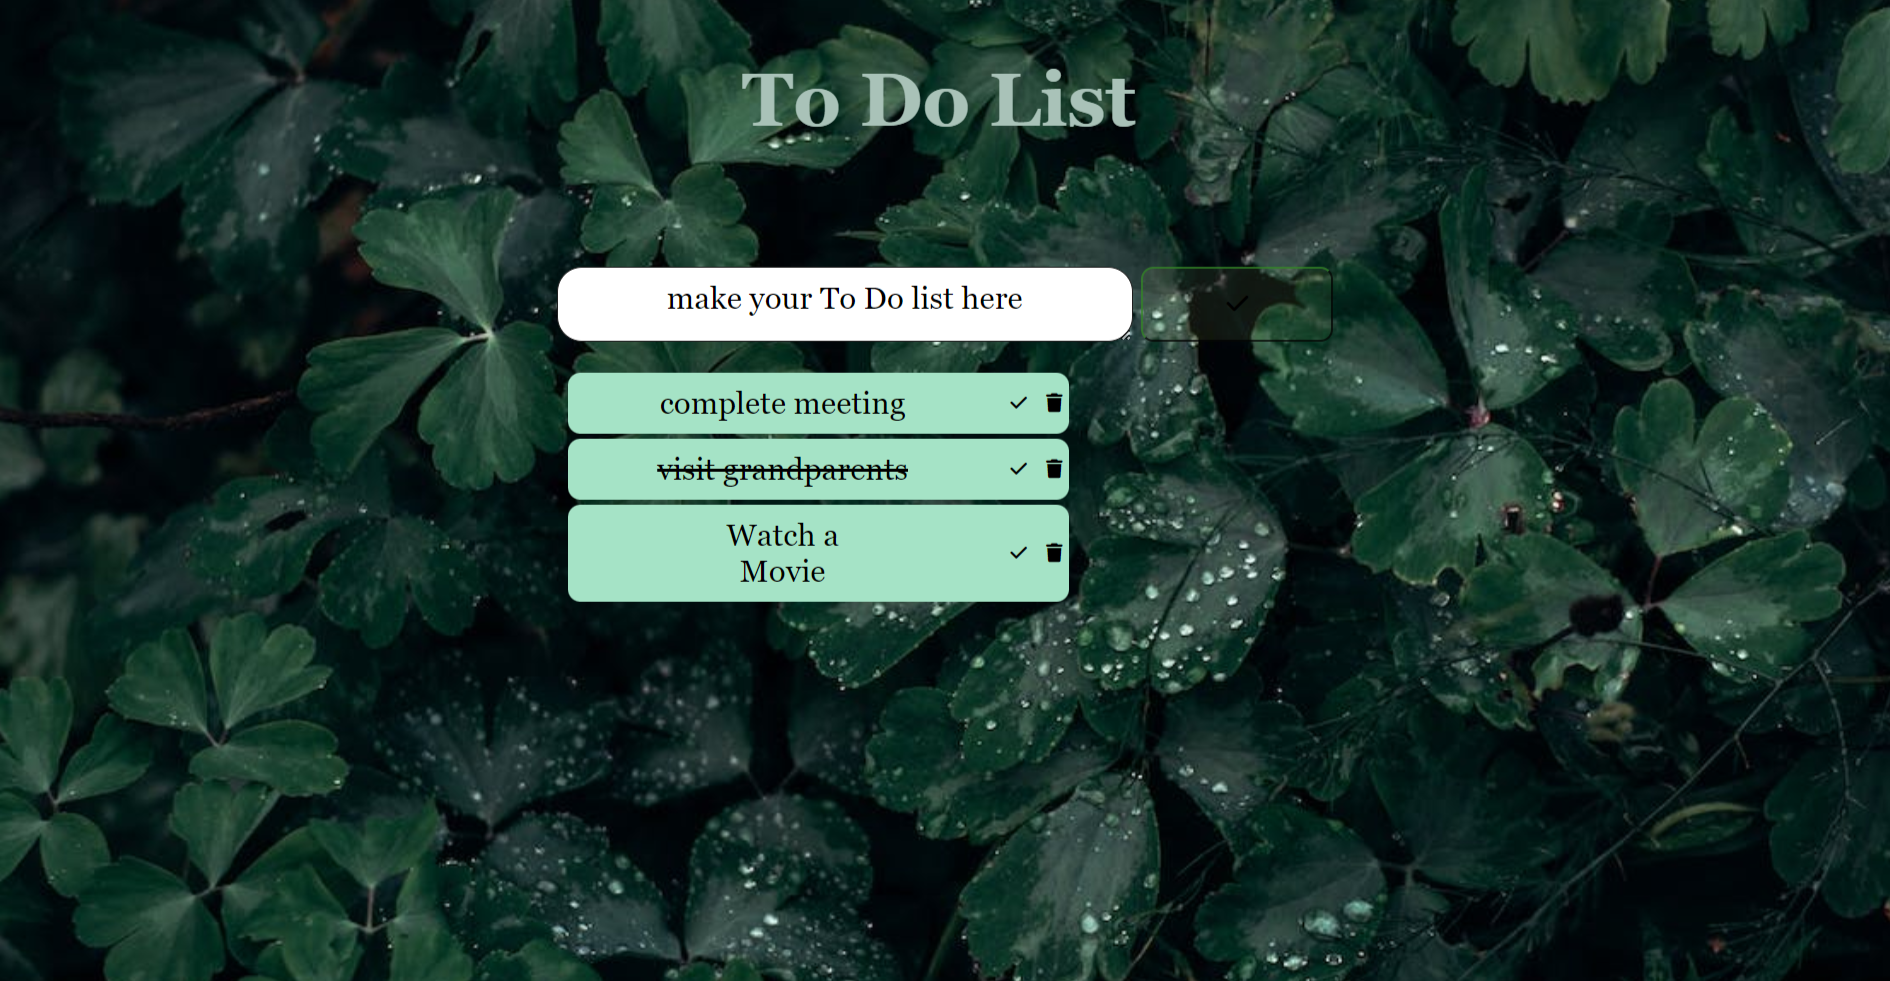 To Do List
make your To Do list here
complete meeting
visit grandparents
Watch a
Movie